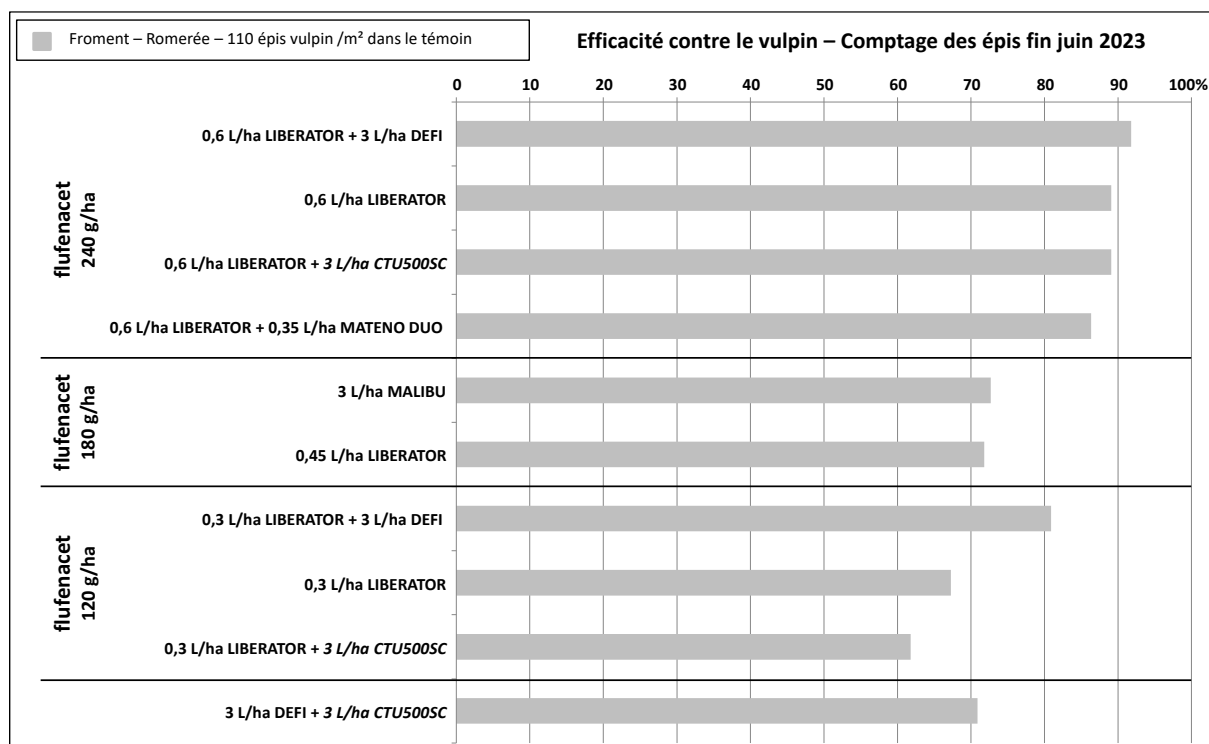 Froment – Romerée – 110 épis vulpin /m² dans le témoin
Efficacité contre le vulpin – Comptage des épis fin juin 2023
0 10 20 30 40 50 60 70 80 90 100%
flufenacet
240 g/ha
0,6 L/ha LIBERATOR + 3 L/ha DEFI
0,6 L/ha LIBERATOR
0,6 L/ha LIBERATOR + 3 L/ha CTU500SC
0,6 L/ha LIBERATOR + 0,35 L/ha MATENO DUO
flufenacet
180 g/ha
3 L/ha MALIBU
0,45 L/ha LIBERATOR
flufenacet
120 g/ha
0,3 L/ha LIBERATOR + 3 L/ha DEFI
0,3 L/ha LIBERATOR
0,3 L/ha LIBERATOR + 3 L/ha CTU500SC
3 L/ha DEFI + 3 L/ha CTU500SC